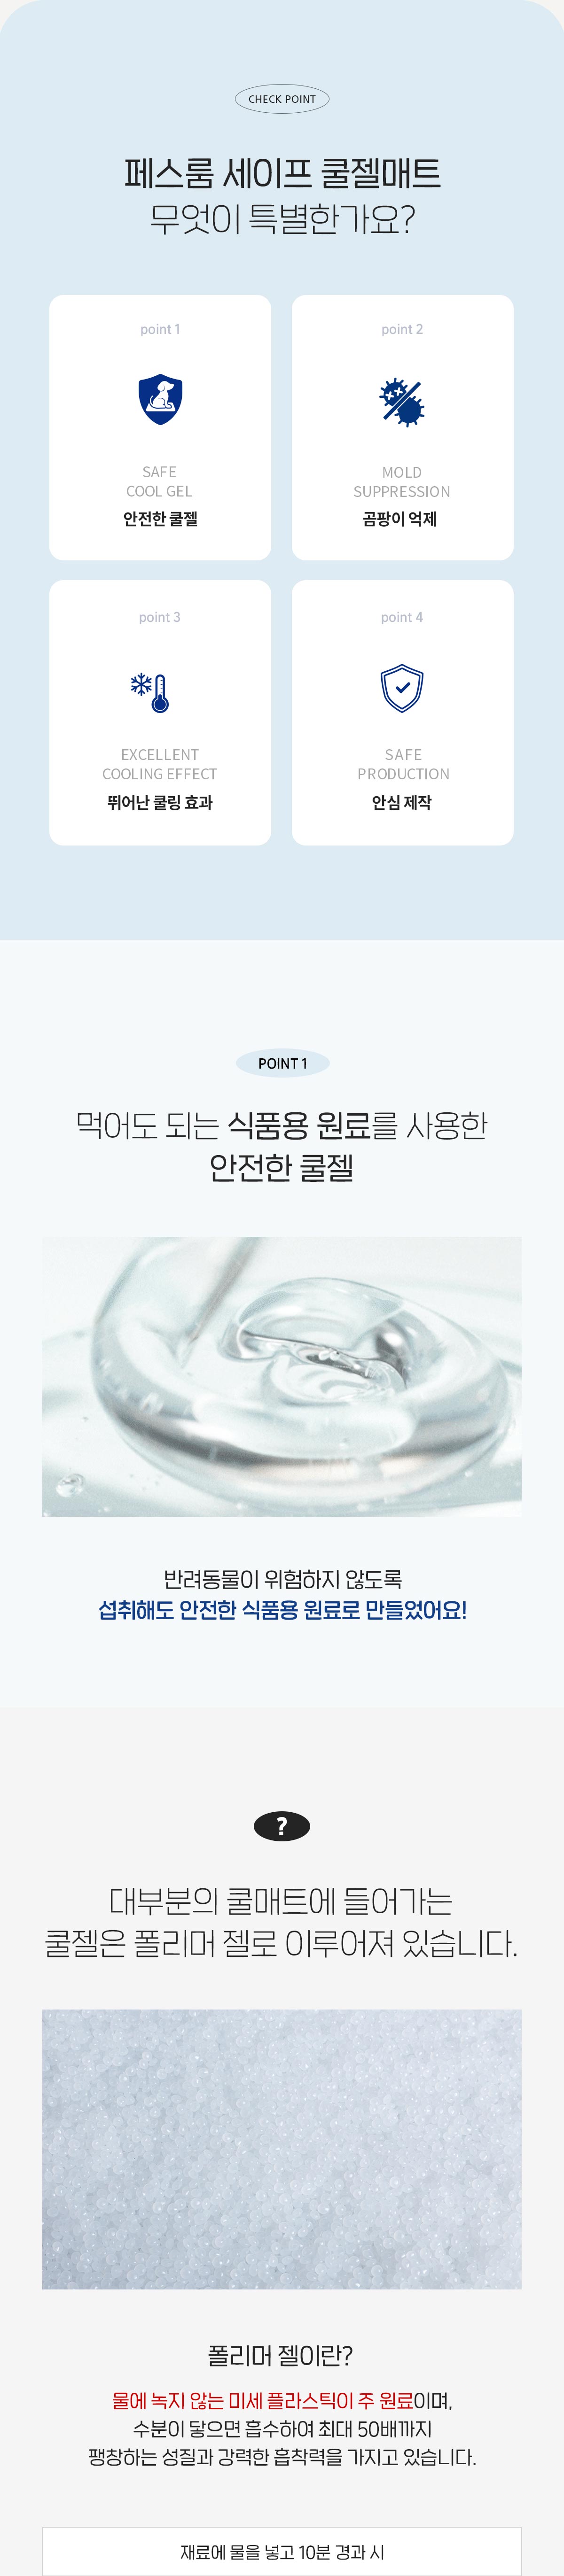 CHECK POINT
페스룸 세이프 쿨젤매트
무엇이 특별한가요?
point 1
SAFE
COOL GEL
안전한 쿨젤
point 2
MOLD
SUPPRESSION
곰팡이 억제
point 3
EXCELLENT
COOLING EFFECT
뛰어난 쿨링 효과
point 4
SAFE
PRODUCTION
안심 제작
POINT 1
먹어도 되는 식품용 원료를 사용한
안전한 쿨젤
반려동물이 위험하지 않도록
섭취해도 안전한 식품용 원료로 만들었어요!
?
대부분의 쿨매트에 들어가는
쿨젤은 폴리머 젤로 이루어져 있습니다.
폴리머 젤이란?
물에 녹지 않는 미세 플라스틱이 주 원료이며,
수분이 닿으면 흡수하여 최대 50배까지
팽창하는 성질과 강력한 흡착력을 가지고 있습니다.
재료에 물을 넣고 10분 경과 시